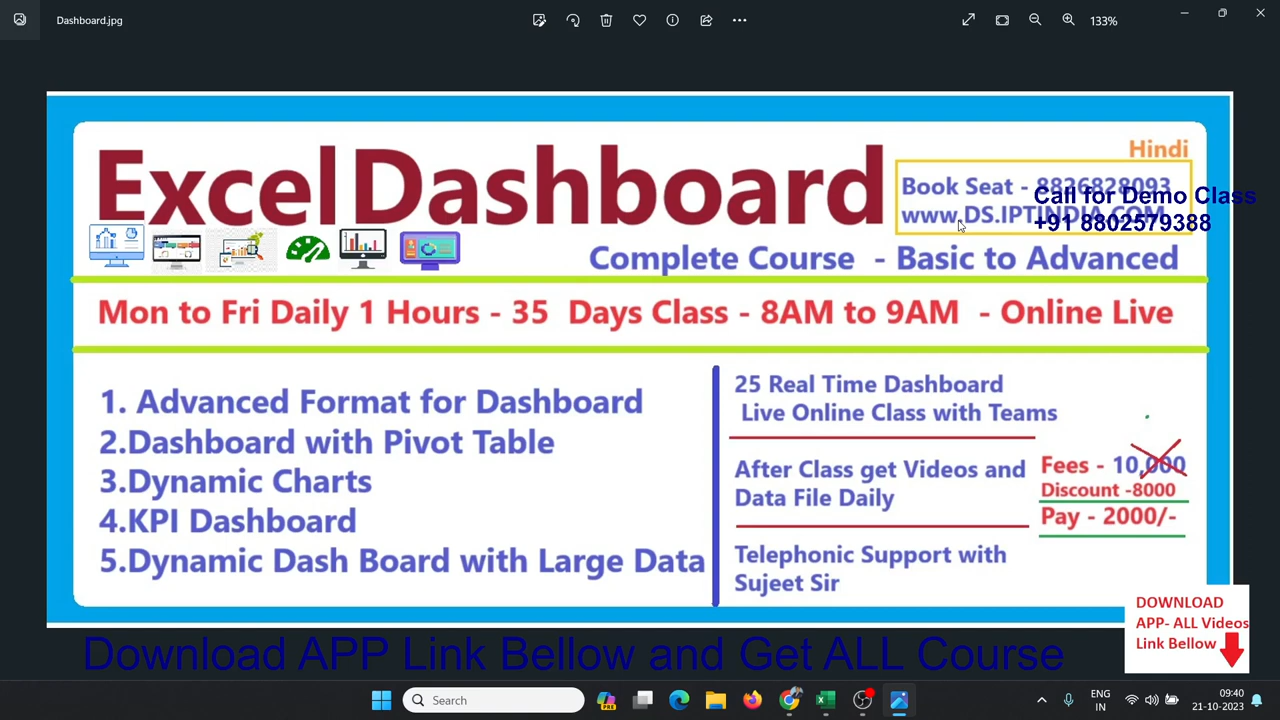 Dashboard.jpg
133%
Excel Dashboard
Hindi
Book Seat - 8826828093
www.DS.IPT
Call for Demo Class
+91 8802579388
Complete Course - Basic to Advanced
Mon to Fri Daily 1 Hours - 35 Days Class - 8AM to 9AM - Online Live
1. Advanced Format for Dashboard
2.Dashboard with Pivot Table
3.Dynamic Charts
4.KPI Dashboard
5.Dynamic Dash Board with Large Data
25 Real Time Dashboard
Live Online Class with Teams
After Class get Videos and
Data File Daily
Telephonic Support with
Sujeet Sir
Fees - 10,000
Discount -8000
Pay - 2000/-
DOWNLOAD
APP- ALL Videos
Link Bellow
Download APP Link Bellow and Get ALL Course
Search
PRE
ENG
IN
09:40
21-10-2023